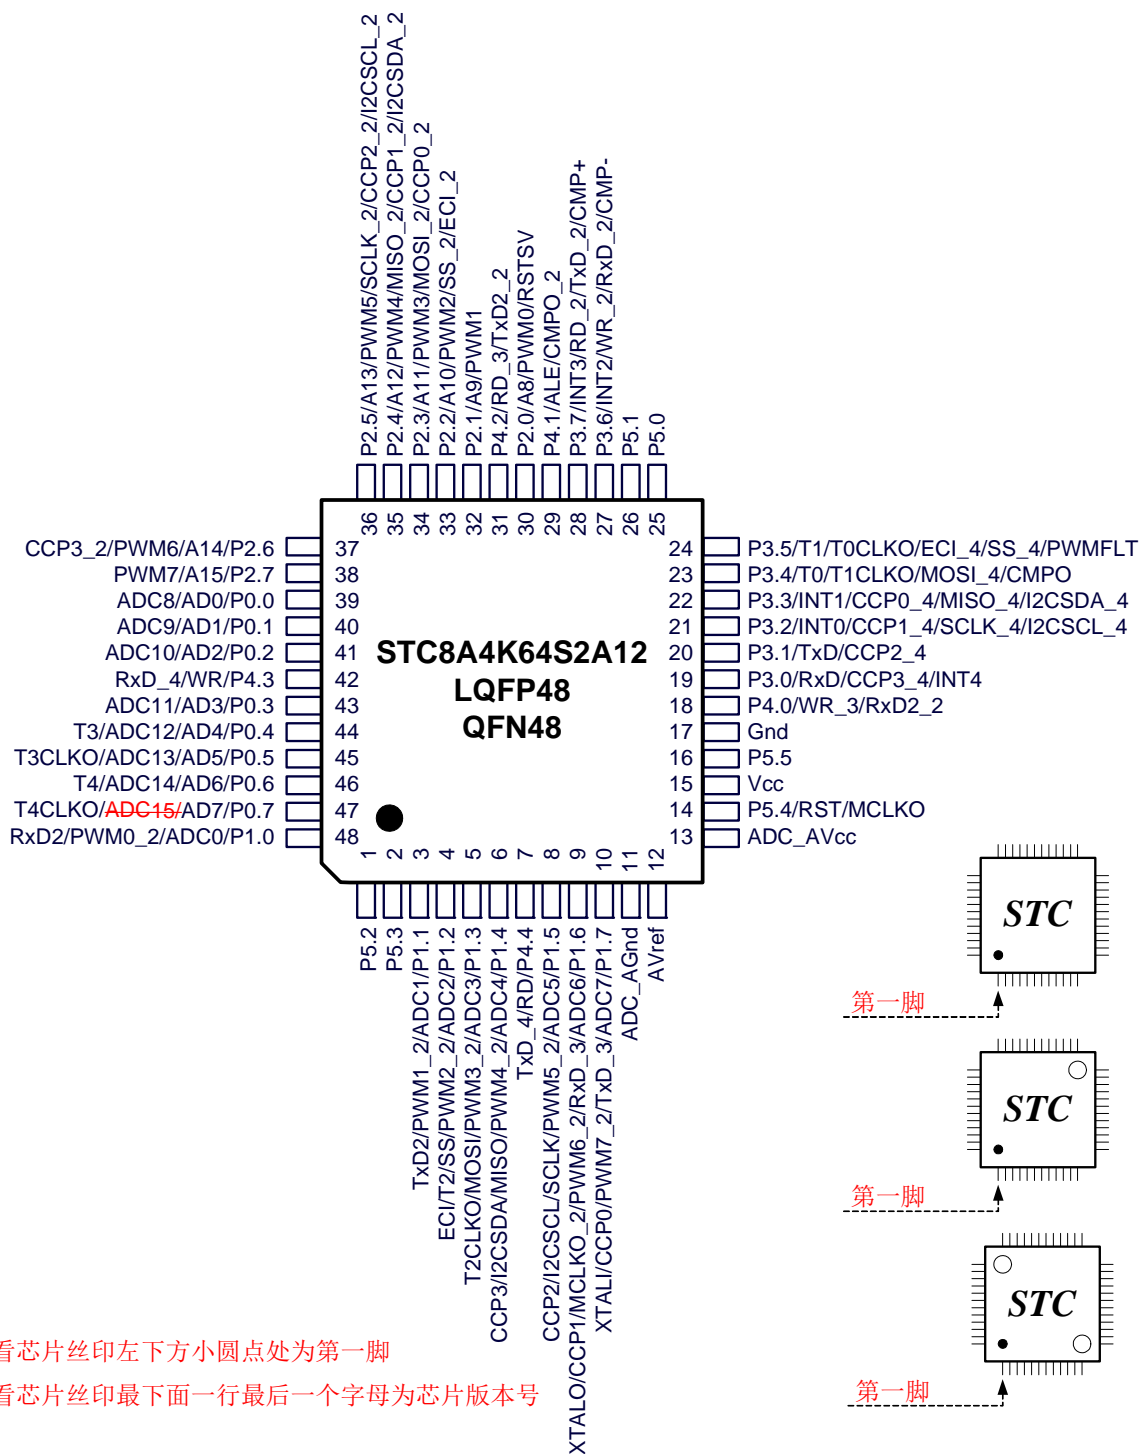 P2.5/A13/PWM5/SCLK_2/CCP2_2/I2CSCL_2
P2.4/A12/PWM4/MISO_2/CCP1_2/I2CSDA_2
P2.3/A11/PWM3/MOSI_2/CCP0_2
P2.2/A10/PWM2/SS_2/ECI_2
P2.1/A9/PWM1
P4.2/RD_3/TxD2_2
P2.0/A8/PWM0/RSTSV
P4.1/ALE/CMPO_2
P3.7/INT3/RD_2/TxD_2/CMP+
P3.6/INT2/WR_2/RxD_2/CMP-
P5.1
P5.0
36
35
34
33
32
31
30
29
28
27
26
25
CCP3_2/PWM6/A14/P2.6 37
PWM7/A15/P2.7 38
ADC8/AD0/P0.0 39
ADC9/AD1/P0.1 40
ADC10/AD2/P0.2 41
RxD_4/WR/P4.3 42
ADC11/AD3/P0.3 43
T3/ADC12/AD4/P0.4 44
T3CLKO/ADC13/AD5/P0.5 45
T4/ADC14/AD6/P0.6 46
T4CLKO/ADC15/AD7/P0.7 47
RxD2/PWM0_2/ADC0/P1.0 48
STC8A4K64S2A12
LQFP48
QFN48
24 P3.5/T1/T0CLKO/ECI_4/SS_4/PWMFLT
23 P3.4/T0/T1CLKO/MOSI_4/CMPO
22 P3.3/INT1/CCP0_4/MISO_4/I2CSDA_4
21 P3.2/INT0/CCP1_4/SCLK_4/I2CSCL_4
20 P3.1/TxD/CCP2_4
19 P3.0/RxD/CCP3_4/INT4
18 P4.0/WR_3/RxD2_2
17 Gnd
16 P5.5
15 Vcc
14 P5.4/RST/MCLKO
13 ADC_AVcc
1
2
3
4
5
6
7
8
9
10
11
12
P5.2
P5.3
TxD2/PWM1_2/ADC1/P1.1
ECI/T2/SS/PWM2_2/ADC2/P1.2
T2CLKO/MOSI/PWM3_2/ADC3/P1.3
CCP3/I2CSDA/MISO/PWM4_2/ADC4/P1.4
TxD_4/RD/P4.4
CCP2/I2CSCL/SCLK/PWM5_2/ADC5/P1.5
XTALO/CCP1/MCLKO_2/PWM6_2/RxD_3/ADC6/P1.6
XTALI/CCP0/PWM7_2/TxD_3/ADC7/P1.7
ADC_AGnd
AVref
STC
第一脚
STC
第一脚
STC
第一脚
看芯片丝印左下方小圆点处为第一脚
看芯片丝印最下面一行最后一个字母为芯片版本号